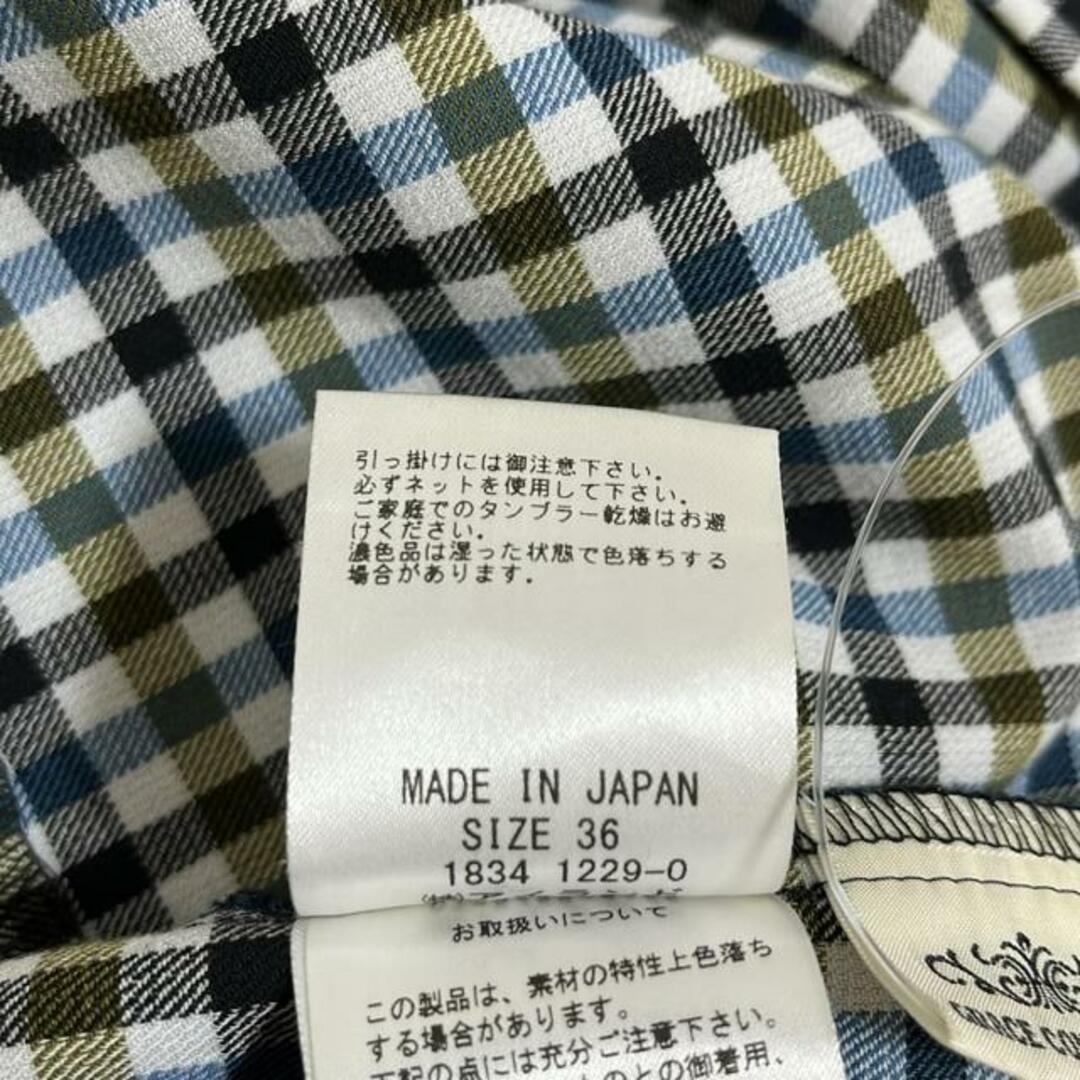 引っ掛けには御注意下さい。
必ずネットを使用して下さい。
ご家庭でのタンブラー乾燥はお避
けください。
濃色品は湿った状態で色落ちする
場合があります。
MADE IN JAPAN
SIZE 36
1834 1229-0
お取扱いについて
この製品は、素材の特性上色落ち
する場合があります。
下記の点には充分ご注意下さい。
のとの御着用、